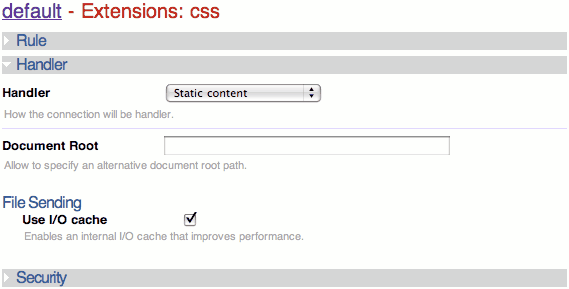 default - Extensions: css
Rule
Handler
Handler Static content
How the connection will be handler.
Document Root
Allow to specify an alternative document root path.
File Sending
Use I/O cache
Enables an internal I/O cache that improves performance.
Security